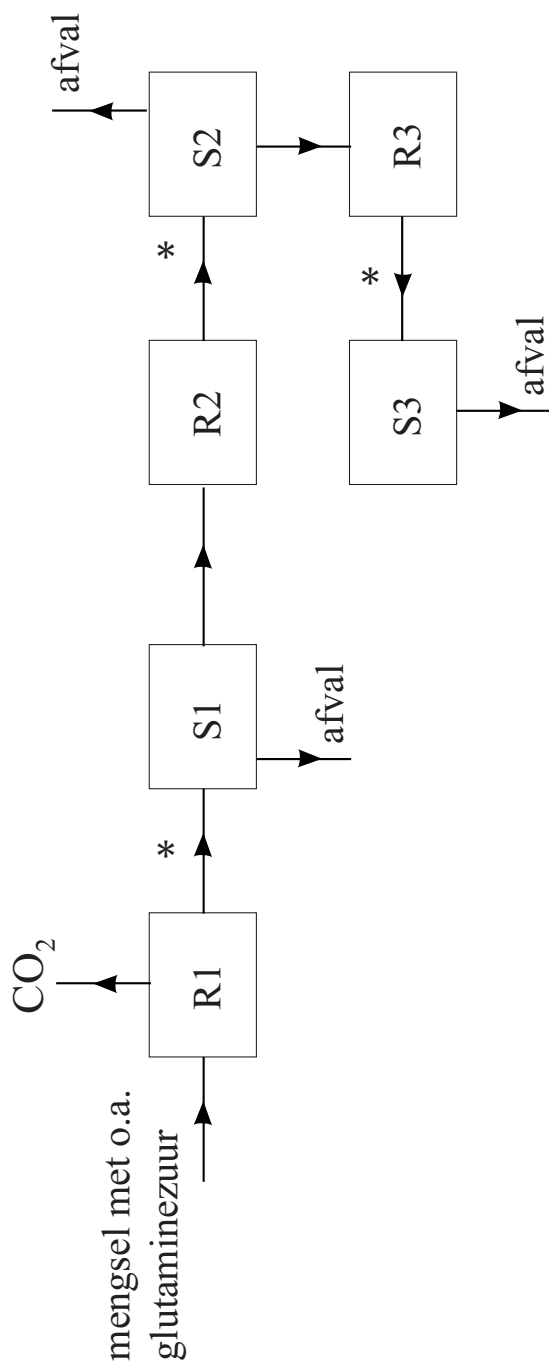 mengsel met o.a.
glutaminezuur
R1
CO₂
*
S1
afval
R2
*
S2
afval
R3
*
S3
afval